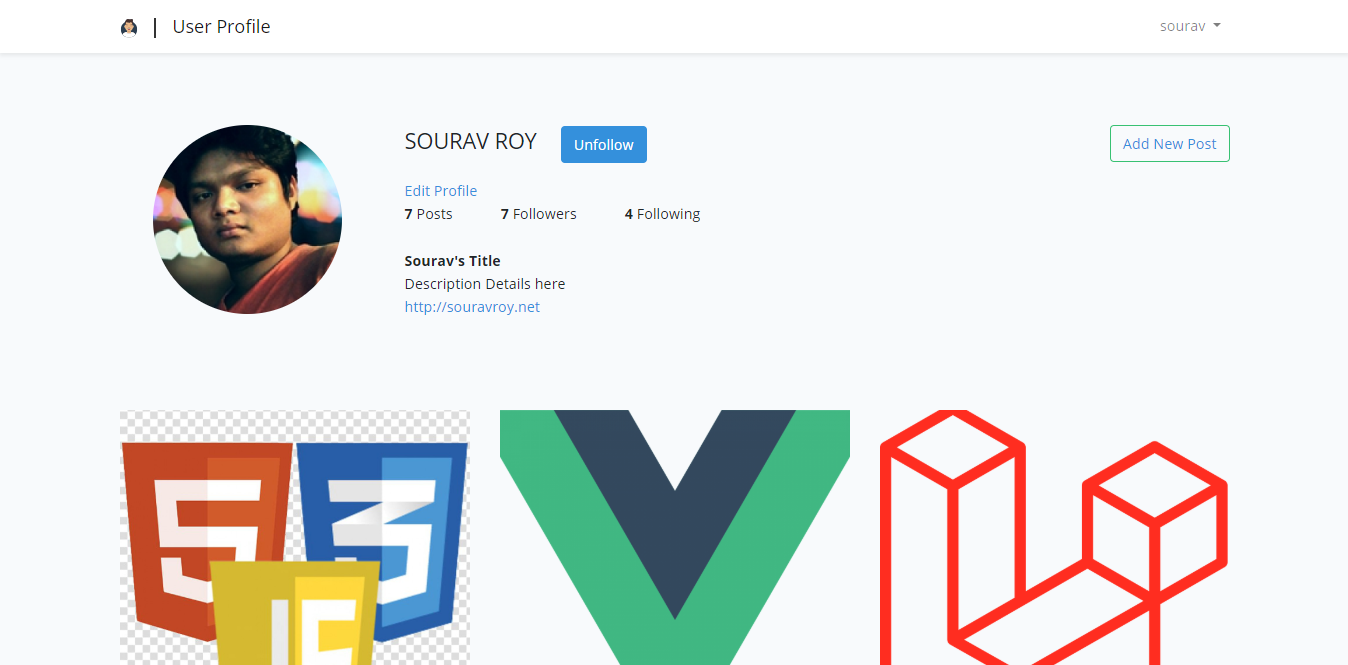 User Profile
sourav
SOURAV ROY
Unfollow
Add New Post
Edit Profile
7 Posts 7 Followers 4 Following
Sourav's Title
Description Details here
http://souravroy.net